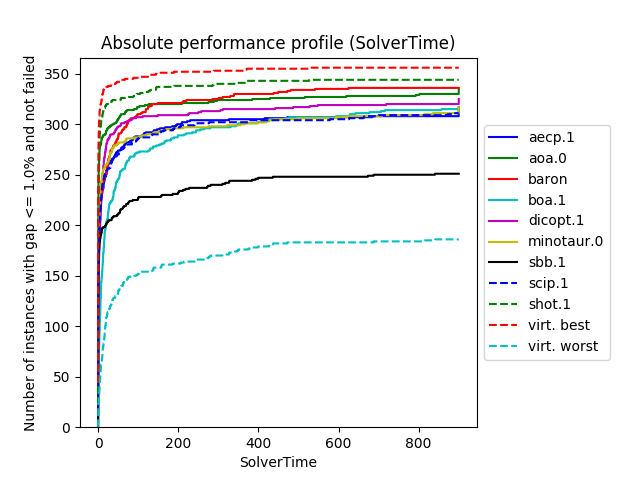 Absolute performance profile (SolverTime)
Number of instances with gap <= 1.0% and not failed
350
300
250
200
150
100
50
0
0 200 400 600 800
SolverTime
aecp.1
aoa.0
baron
boa.1
dicopt.1
minotaur.0
sbb.1
scip.1
shot.1
virt. best
virt. worst